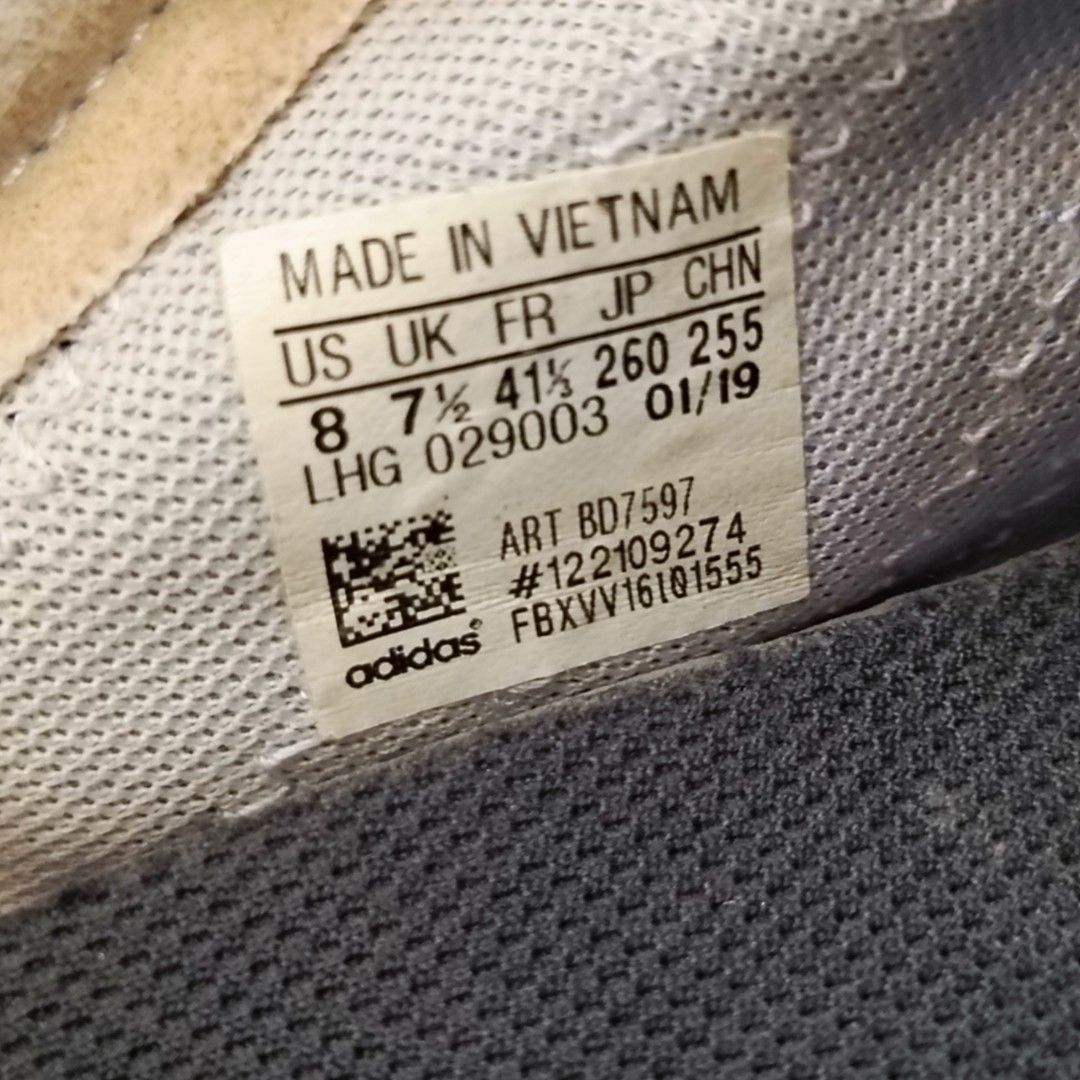 MADE IN VIETNAM
US UK FR JP CHN
8 7½ 41⅓ 260 255
LHG 029003 01/19
ART BD7597
#122109274
FBXVV16IQ1555
adidas®